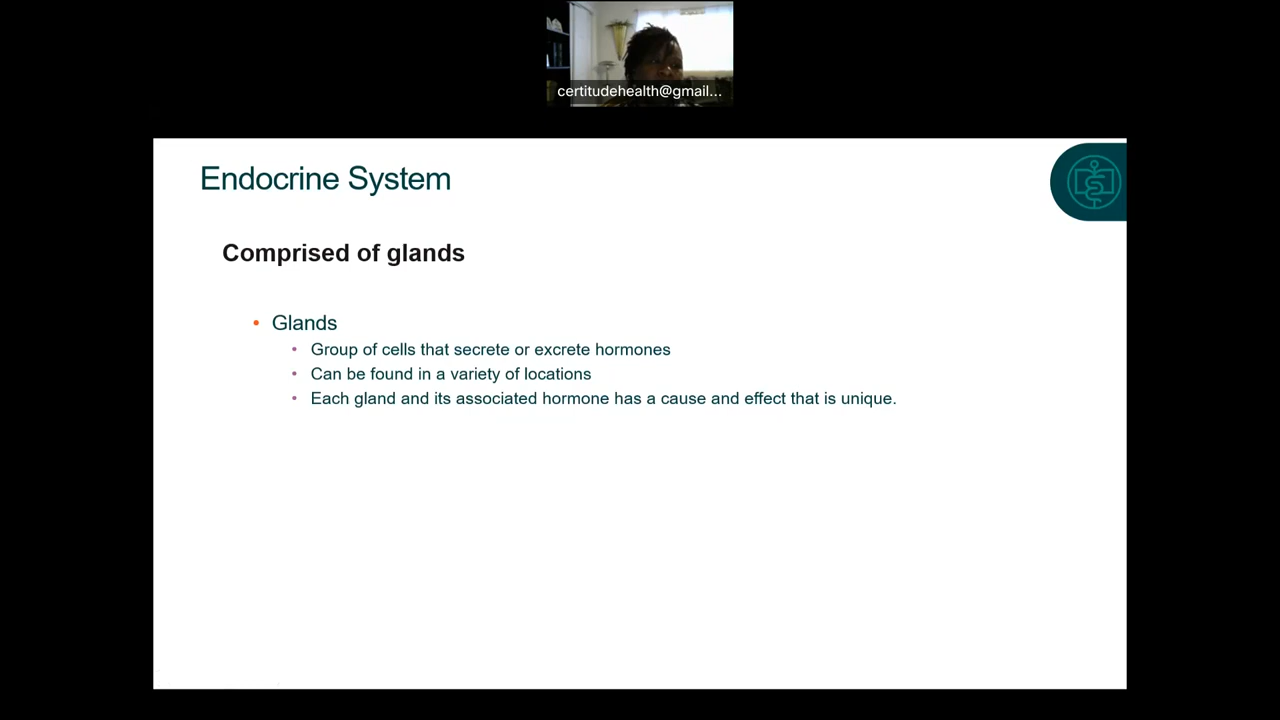 certitudehealth@gmail...
Endocrine System
Comprised of glands
• Glands
• Group of cells that secrete or excrete hormones
• Can be found in a variety of locations
• Each gland and its associated hormone has a cause and effect that is unique.